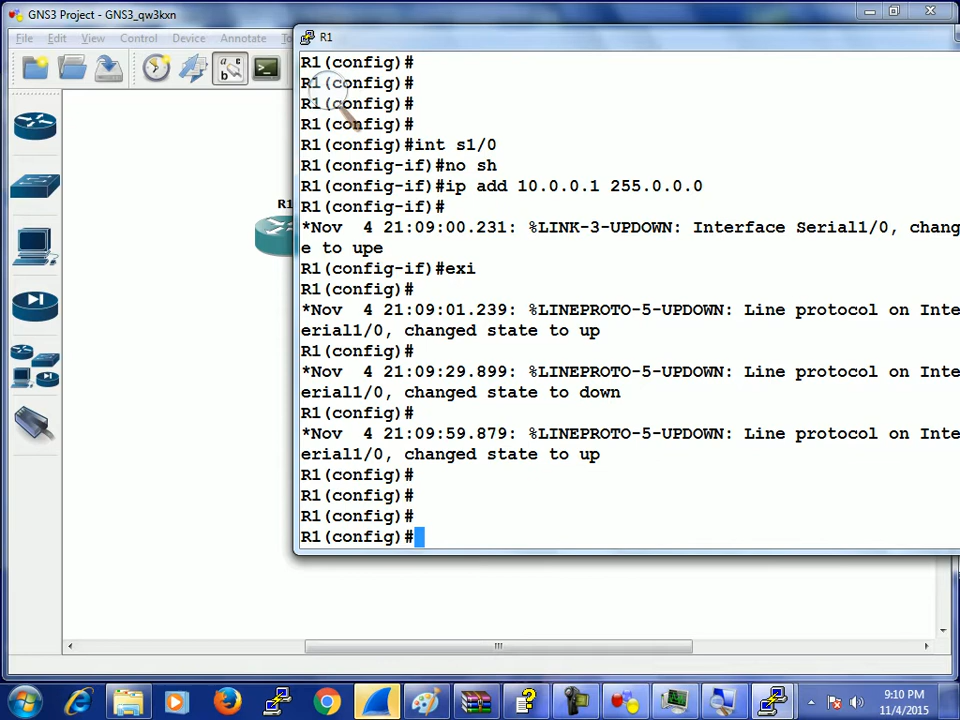 GNS3 Project - GNS3_qw3kxn
R1
File Edit View Control Device Annotate
R1
R1(config)#
R1(config)#
R1(config)#
R1(config)#
R1(config)#int s1/0
R1(config-if)#no sh
R1(config-if)#ip add 10.0.0.1 255.0.0.0
R1(config-if)#
*Nov  4 21:09:00.231: %LINK-3-UPDOWN: Interface Serial1/0, chang
e to upe
R1(config-if)#exi
R1(config)#
*Nov  4 21:09:01.239: %LINEPROTO-5-UPDOWN: Line protocol on Inte
erial1/0, changed state to up
R1(config)#
*Nov  4 21:09:29.899: %LINEPROTO-5-UPDOWN: Line protocol on Inte
erial1/0, changed state to down
R1(config)#
*Nov  4 21:09:59.879: %LINEPROTO-5-UPDOWN: Line protocol on Inte
erial1/0, changed state to up
R1(config)#
R1(config)#
R1(config)#
R1(config)#
9:10 PM
11/4/2015